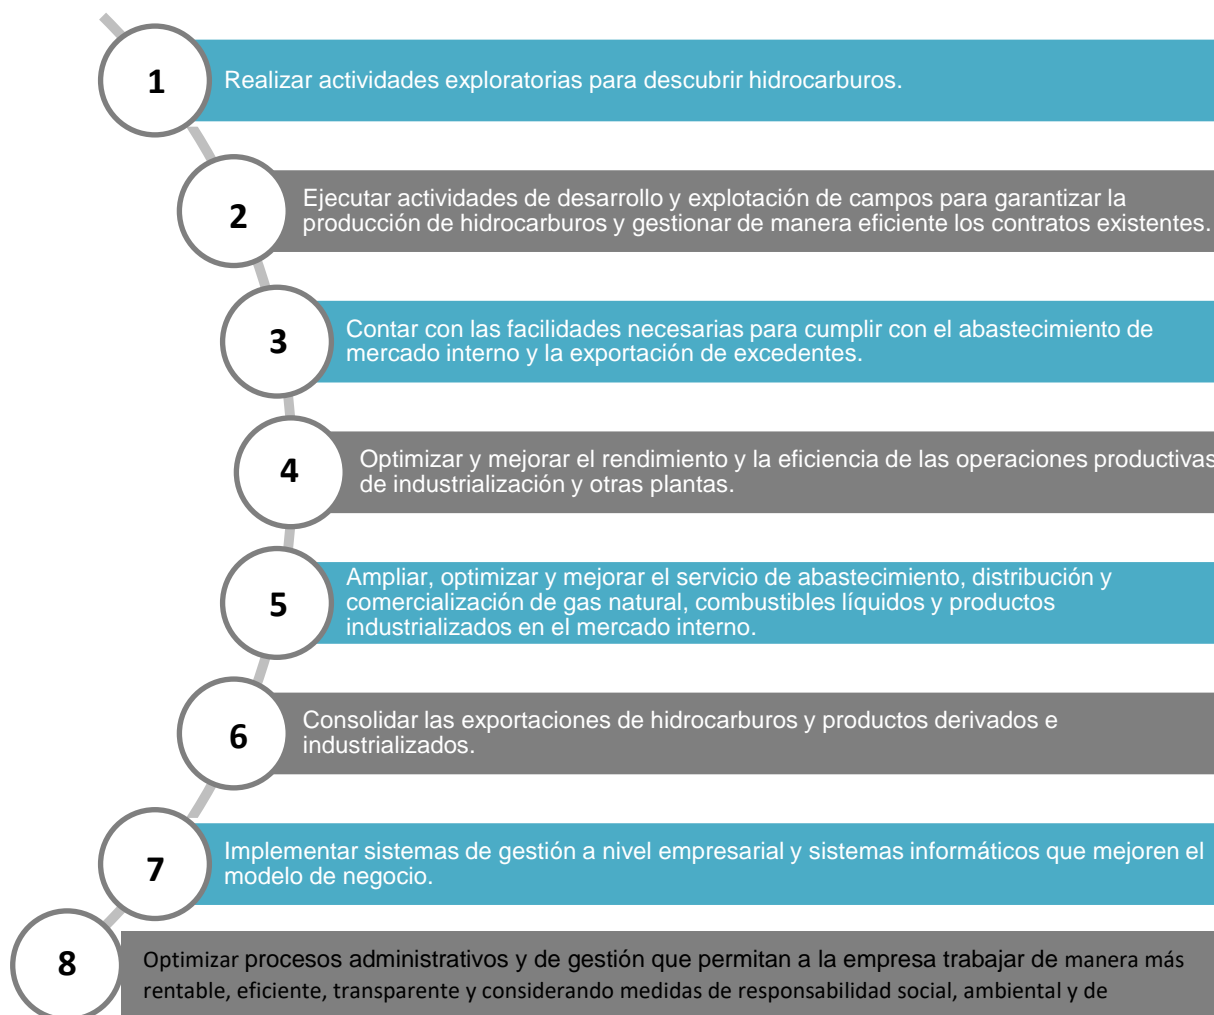 1
Realizar actividades exploratorias para descubrir hidrocarburos.
2
Ejecutar actividades de desarrollo y explotación de campos para garantizar la
producción de hidrocarburos y gestionar de manera eficiente los contratos existentes.
3
Contar con las facilidades necesarias para cumplir con el abastecimiento de
mercado interno y la exportación de excedentes.
4
Optimizar y mejorar el rendimiento y la eficiencia de las operaciones productivas
de industrialización y otras plantas.
5
Ampliar, optimizar y mejorar el servicio de abastecimiento, distribución y
comercialización de gas natural, combustibles líquidos y productos
industrializados en el mercado interno.
6
Consolidar las exportaciones de hidrocarburos y productos derivados e
industrializados.
7
Implementar sistemas de gestión a nivel empresarial y sistemas informáticos que mejoren el
modelo de negocio.
8
Optimizar procesos administrativos y de gestión que permitan a la empresa trabajar de manera más
rentable, eficiente, transparente y considerando medidas de responsabilidad social, ambiental y de